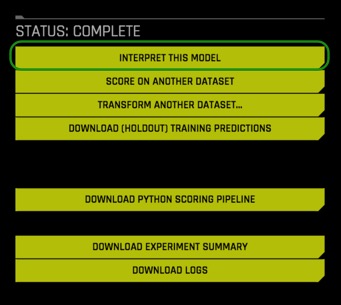 STATUS: COMPLETE
INTERPRET THIS MODEL
SCORE ON ANOTHER DATASET
TRANSFORM ANOTHER DATASET...
DOWNLOAD (HOLDOUT) TRAINING PREDICTIONS
DOWNLOAD PYTHON SCORING PIPELINE
DOWNLOAD EXPERIMENT SUMMARY
DOWNLOAD LOGS